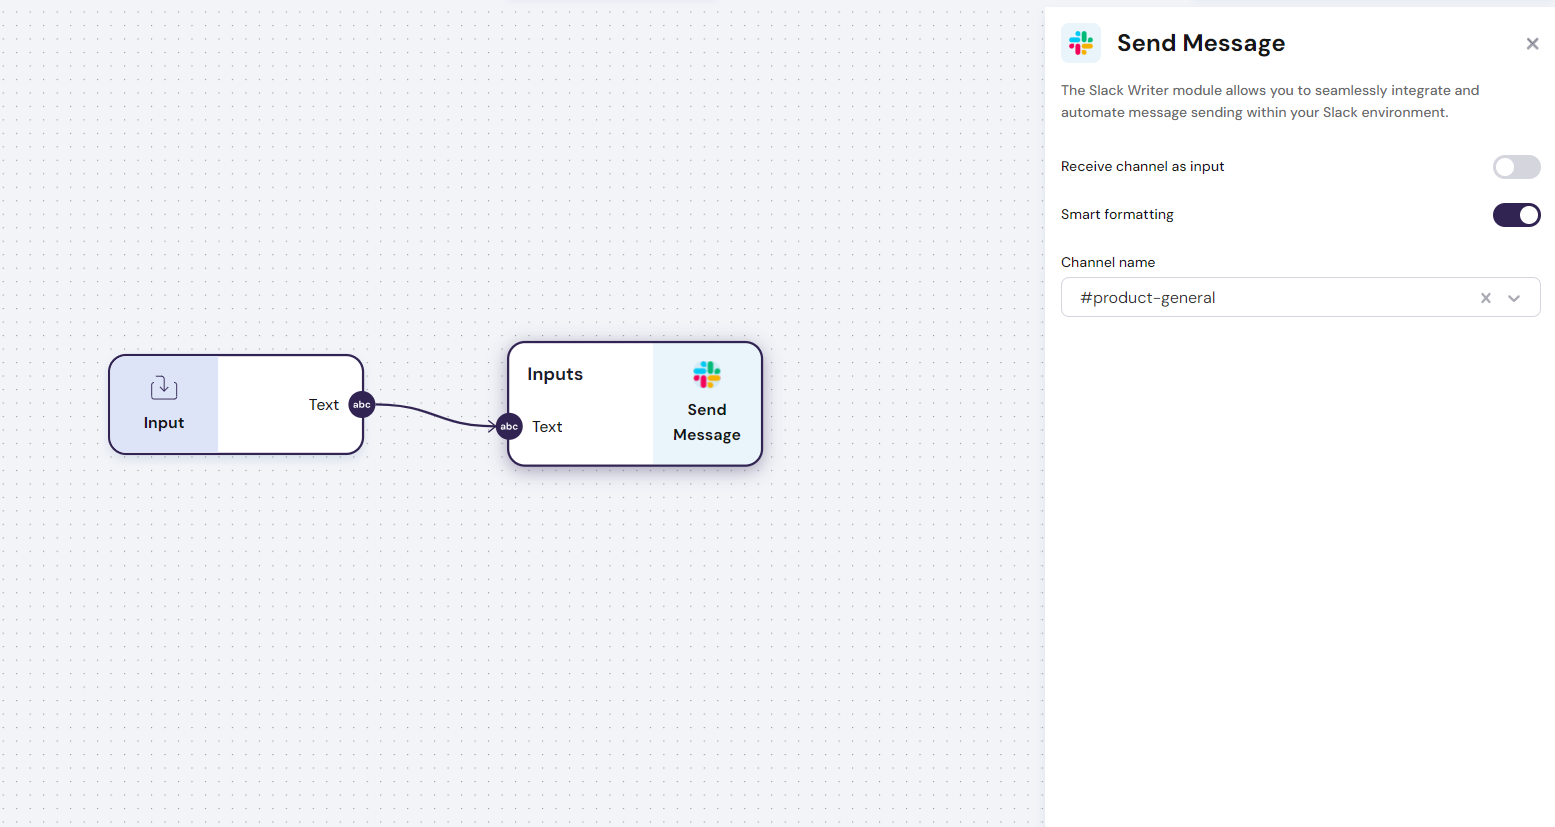 Input
Text
abc
abc
Inputs
Text
Send
Message
Send Message
The Slack Writer module allows you to seamlessly integrate and
automate message sending within your Slack environment.
Receive channel as input
Smart formatting
Channel name
#product-general